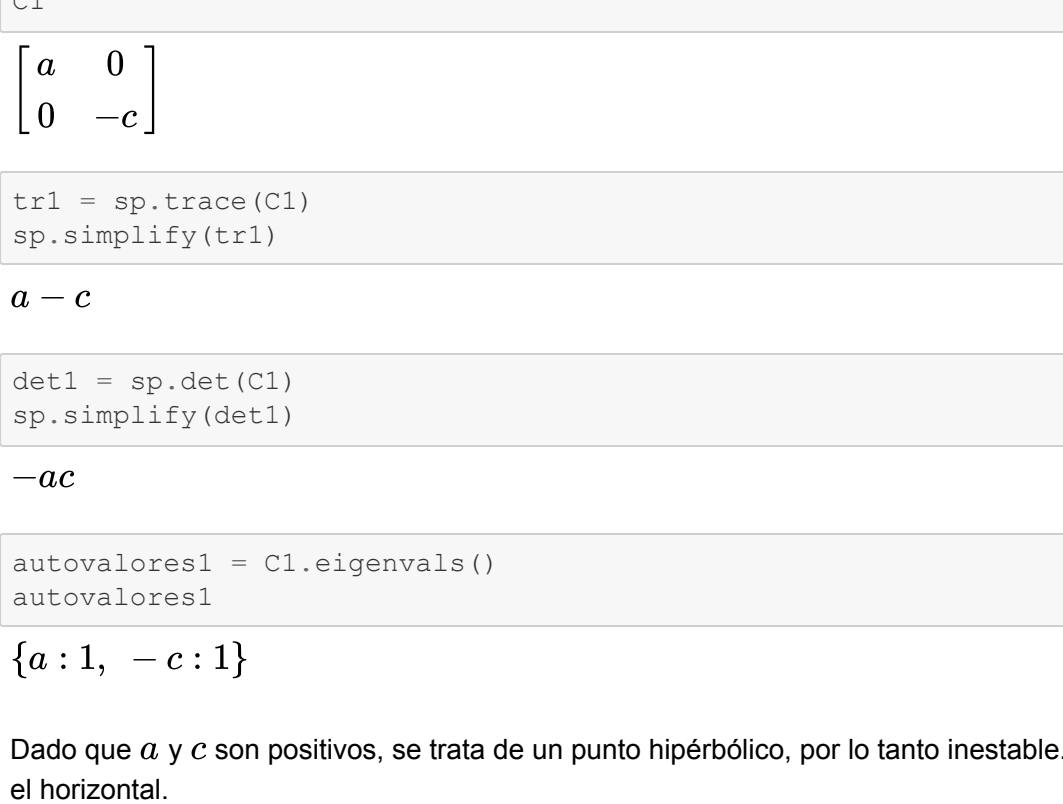 C1
[ a 0
0 −c ]
tr1 = sp.trace(C1)
sp.simplify(tr1)
a − c
det1 = sp.det(C1)
sp.simplify(det1)
−ac
autovalores1 = C1.eigenvals()
autovalores1
{a : 1, − c : 1}
Dado que a y c son positivos, se trata de un punto hipérbólico, por lo tanto inestable.
el horizontal.